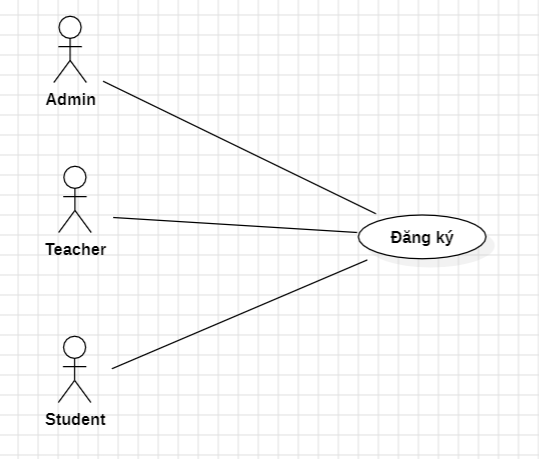 Admin
Teacher
Đăng ký
Student